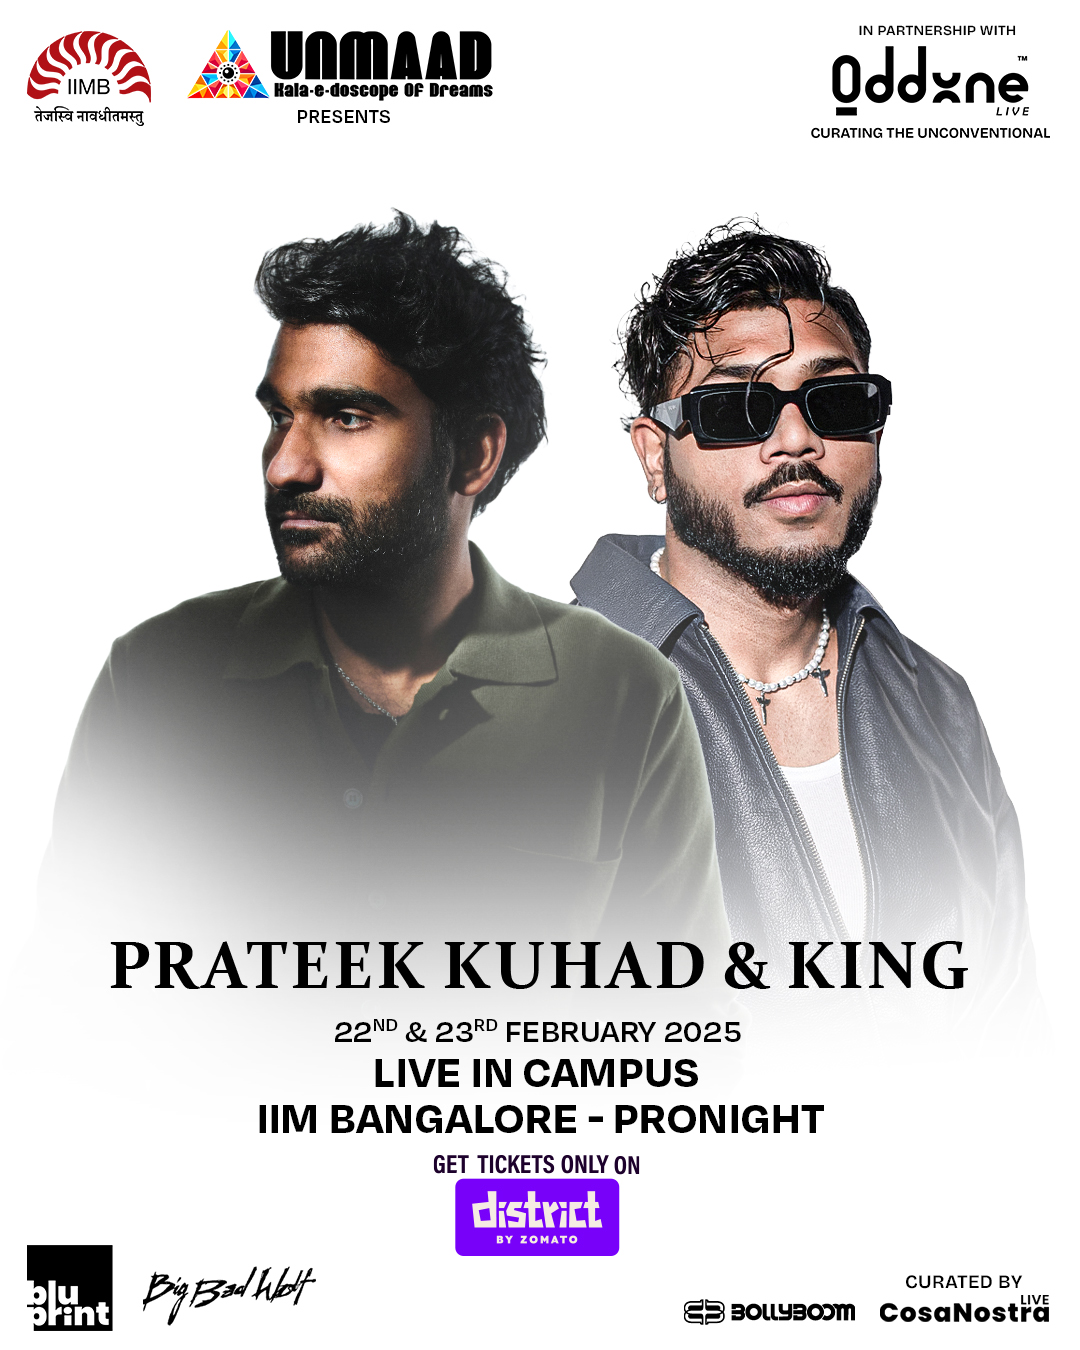 IIMB
तेजस्वि नावधीतमस्तु
UNMAAD
Kala-e-doscope Of Dreams
PRESENTS
IN PARTNERSHIP WITH
Oddxne™
LIVE
CURATING THE UNCONVENTIONAL
PRATEEK KUHAD & KING
22ND & 23RD FEBRUARY 2025
LIVE IN CAMPUS
IIM BANGALORE - PRONIGHT
GET TICKETS ONLY ON
district
BY ZOMATO
blu
print
Big Bad Wolf
BOLLYBOOM
CURATED BY
LIVE
CosaNostra